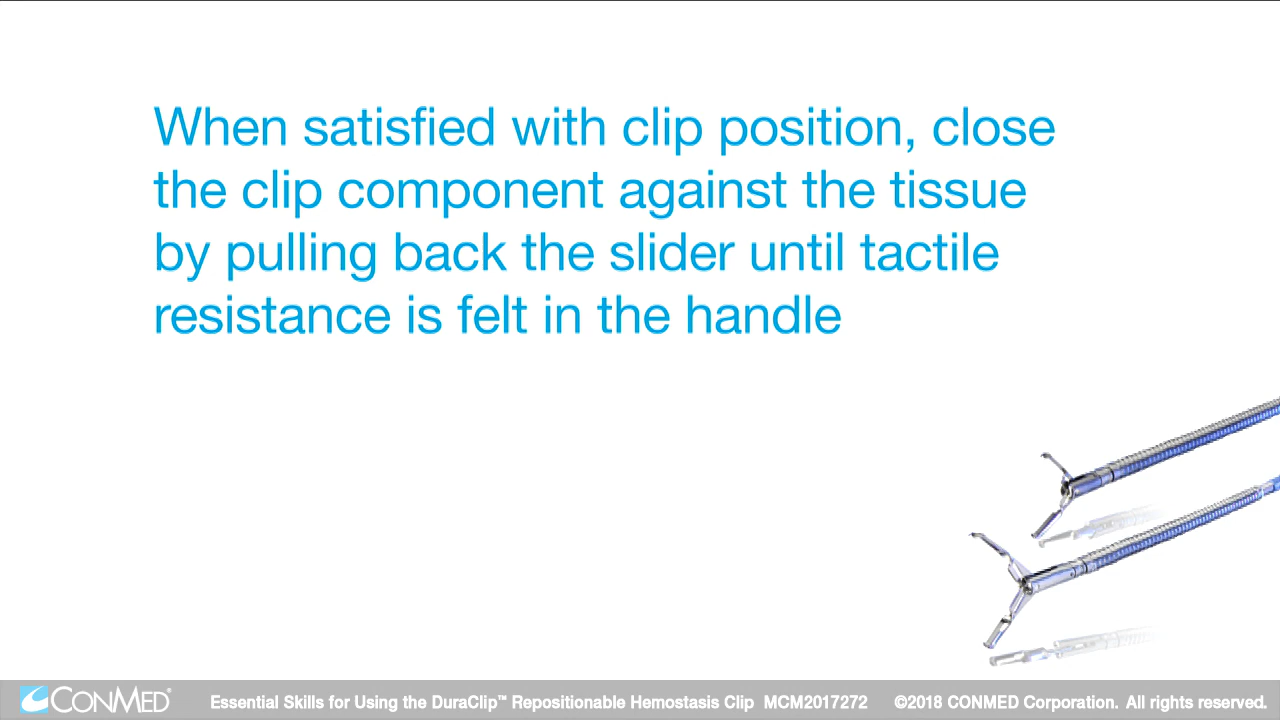 When satisfied with clip position, close
the clip component against the tissue
by pulling back the slider until tactile
resistance is felt in the handle
CONMED® Essential Skills for Using the DuraClip™ Repositionable Hemostasis Clip MCM2017272 ©2018 CONMED Corporation. All rights reserved.